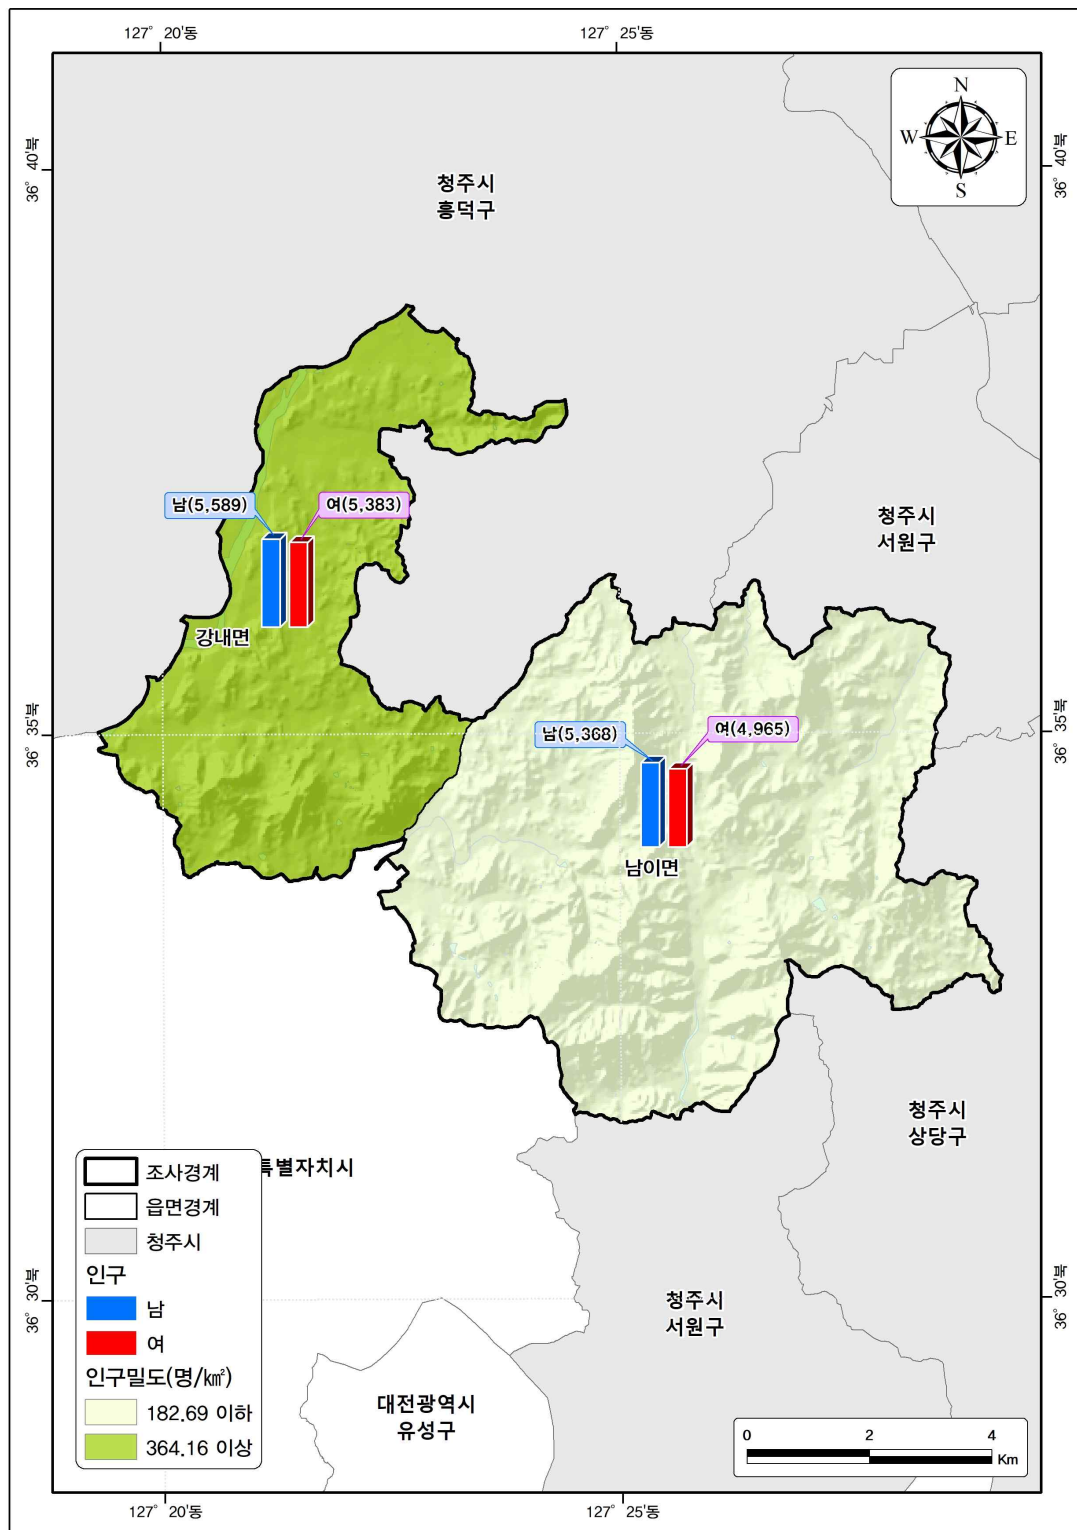 127° 20'동
127° 25'동
36° 40'북
36° 40'북
N
W
E
S
청주시
흥덕구
남(5,589)
여(5,383)
청주시
서원구
강내면
36° 35'북
36° 35'북
남(5,368)
여(4,965)
남이면
청주시
상당구
특별자치시
조사경계
읍면경계
청주시
인구
남
여
인구밀도(명/㎢)
182.69 이하
364.16 이상
36° 30'북
36° 30'북
청주시
서원구
대전광역시
유성구
0 2 4
Km
127° 20'동
127° 25'동